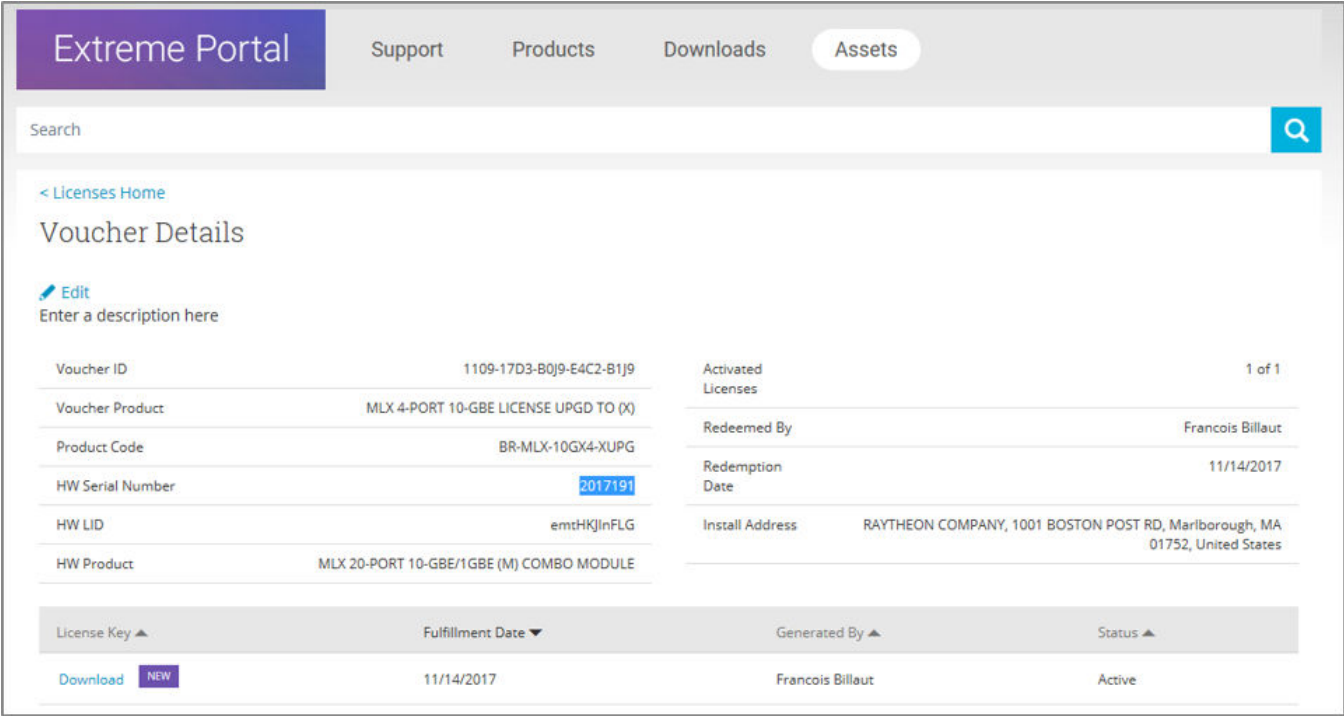 Extreme Portal
Support Products Downloads Assets
Search
< Licenses Home
Voucher Details
Edit
Enter a description here
Voucher ID 1109-17D3-B0J9-E4C2-B1J9
Voucher Product MLX 4-PORT 10-GBE LICENSE UPGD TO (X)
Product Code BR-MLX-10GX4-XUPG
HW Serial Number 2017191
HW LID emtHKJInFLG
HW Product MLX 20-PORT 10-GBE/1GBE (M) COMBO MODULE
Activated 1 of 1
Licenses
Redeemed By Francois Billaut
Redemption 11/14/2017
Date
Install Address RAYTHEON COMPANY, 1001 BOSTON POST RD, Marlborough, MA
01752, United States
License Key Fulfillment Date Generated By Status
Download NEW 11/14/2017 Francois Billaut Active